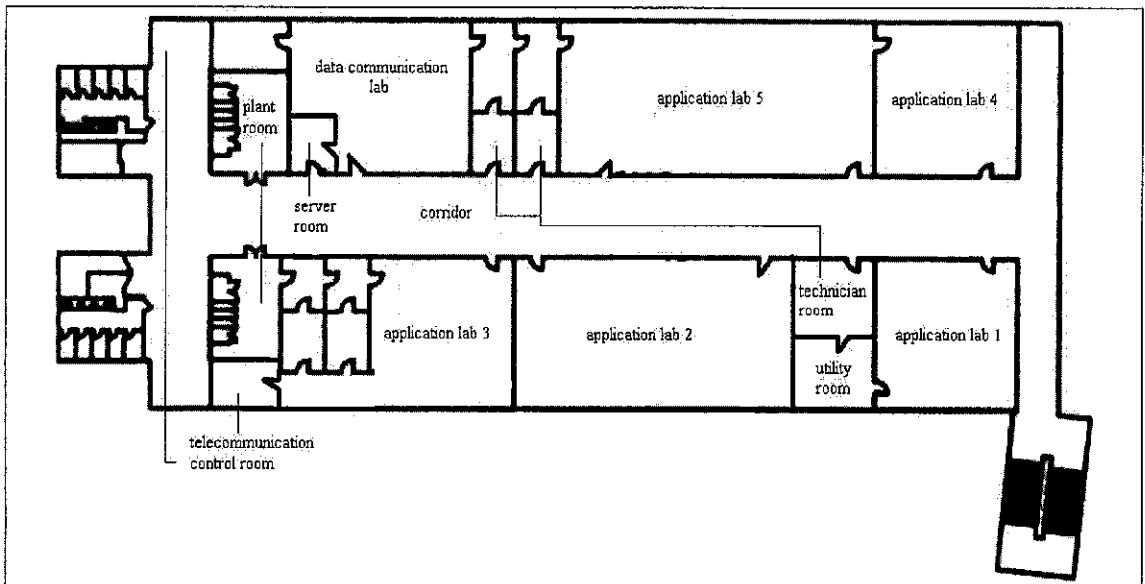 data communication
lab
plant
room
application lab 5
application lab 4
server
room
corridor
technician
room
application lab 3
application lab 2
application lab 1
utility
room
telecommunication
control room